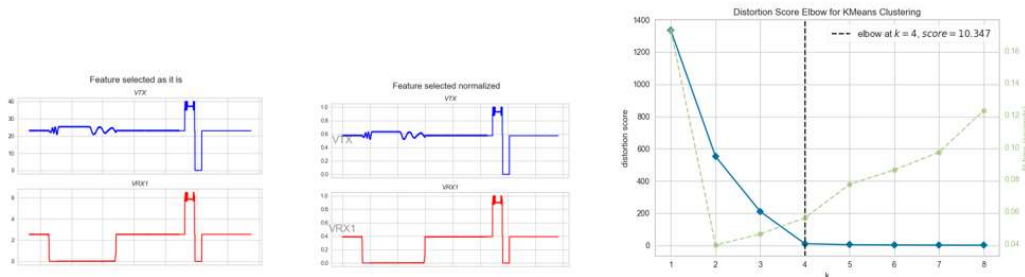 Feature selected as it is
VTX
40
30
20
10
0
VRX1
6
4
2
0
Feature selected normalized
VTX
1.0
0.8
0.6
0.4
0.2
0.0
VTX
VRX1
1.0
0.8
0.6
0.4
0.2
0.0
VRX1
Distortion Score Elbow for KMeans Clustering
elbow at k = 4, score = 10.347
distortion score
1400
1200
1000
800
600
400
200
0
1 2 3 4 5 6 7 8
k
0.16
0.14
0.12
0.10
0.08
0.06
0.04